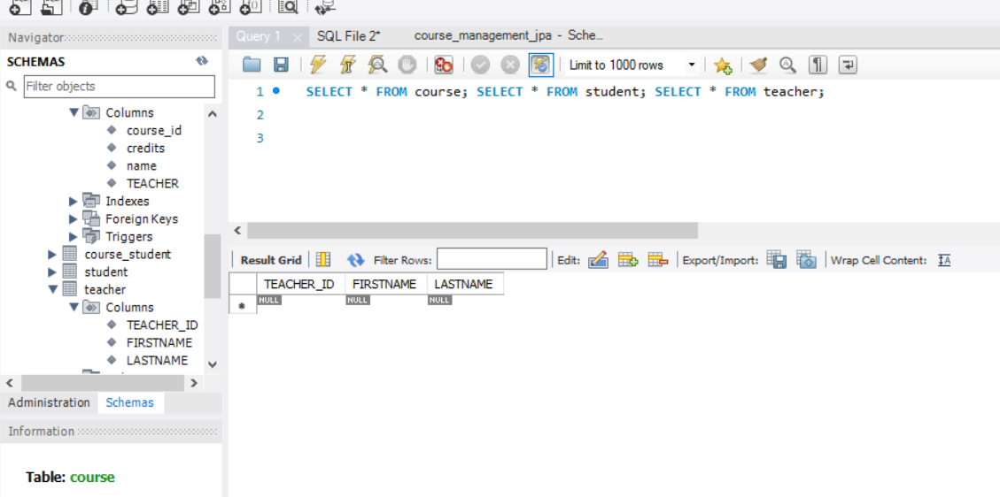 Navigator
SCHEMAS
Filter objects
Columns
course_id
credits
name
TEACHER
Indexes
Foreign Keys
Triggers
course_student
student
teacher
Columns
TEACHER_ID
FIRSTNAME
LASTNAME
Administration Schemas
Information
Table: course
Query 1 SQL File 2* course_management_jpa - Sche...
Limit to 1000 rows
1 SELECT * FROM course; SELECT * FROM student; SELECT * FROM teacher;
2
3
Result Grid Filter Rows: Edit: Export/Import: Wrap Cell Content:
TEACHER_ID FIRSTNAME LASTNAME
NULL NULL NULL